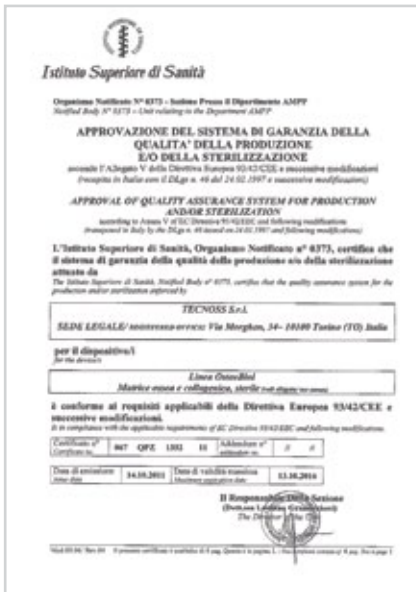 Istituto Superiore di Sanità
Organismo Notificato N° 0373 – Sezione Presso il Dipartimento AMPP
Notified Body N° 0373 – Unit relating to the Department AMPP
APPROVAZIONE DEL SISTEMA DI GARANZIA DELLA
QUALITA' DELLA PRODUZIONE
E/O DELLA STERILIZZAZIONE
secondo l'Allegato V della Direttiva Europea 93/42/CEE e successive modificazioni
(recepita in Italia con il DLgs n. 46 del 24.02.1997 e successive modificazioni)
APPROVAL OF QUALITY ASSURANCE SYSTEM FOR PRODUCTION
AND/OR STERILIZATION
according to Annex V of EC Directive 93/42/EEC and following modifications
(transposed in Italy by the DLgs n. 46 issued on 24.02.1997 and following modifications)
L'Istituto Superiore di Sanità, Organismo Notificato n° 0373, certifica che
il sistema di garanzia della qualità della produzione e/o della sterilizzazione
attuato da
The Istituto Superiore di Sanità, Notified Body n° 0373, certifies that the quality assurance system for the
production and/or sterilization enforced by
TECNOSS S.r.l.
SEDE LEGALE/ REGISTERED OFFICE: Via Morghen, 34– Torino (TO) Italia
per il dispositivo/i
for the device/s
Linea OsteoBiol
Matrice ossea e collagenica, sterile
è conforme ai requisiti applicabili della Direttiva Europea 93/42/CEE e
successive modificazioni.
is in compliance with the applicable requirements of EC Directive 93/42/EEC and following modifications.
Certificato n° 067 QPZ 1352 11 Addendum n° // //
Certificate no. addendum no.
Data di emissione 14.10.2011 Data di validità massima 13.10.2016
Issue date Maximum expiration date
Il Responsabile Della Sezione
The Director of the Unit